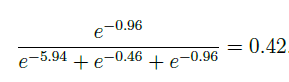 e^{-0.96}
e^{-5.94} + e^{-0.46} + e^{-0.96} = 0.42